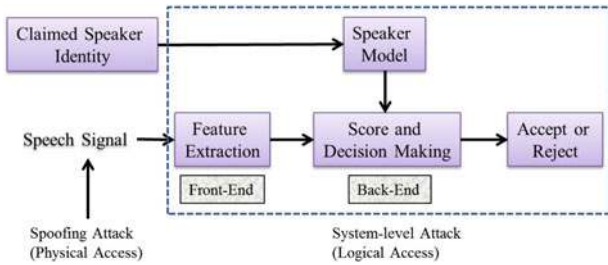 Claimed Speaker
Identity
Speaker
Model
Speech Signal
Feature
Extraction
Score and
Decision Making
Accept or
Reject
Front-End
Back-End
Spoofing Attack
(Physical Access)
System-level Attack
(Logical Access)